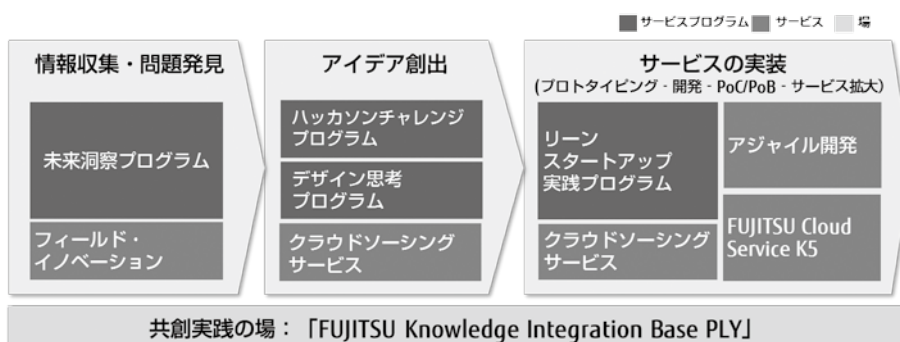 サービスプログラム サービス 場
情報収集・問題発見
未来洞察プログラム
フィールド・
イノベーション
アイデア創出
ハッカソンチャレンジ
プログラム
デザイン思考
プログラム
クラウドソーシング
サービス
サービスの実装
(プロトタイピング - 開発 - PoC/PoB - サービス拡大)
リーン
スタートアップ
実践プログラム
クラウドソーシング
サービス
アジャイル開発
FUJITSU Cloud
Service K5
共創実践の場：「FUJITSU Knowledge Integration Base PLY」